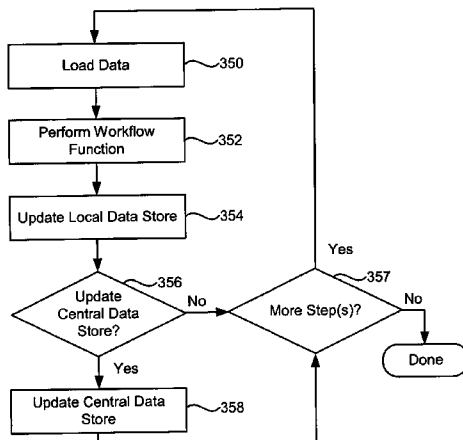 Load Data
350
Perform Workflow
Function
352
Update Local Data Store
354
356
Update
Central Data
Store?
No
Yes
357
More Step(s)?
Yes
No
Done
Update Central Data
Store
358